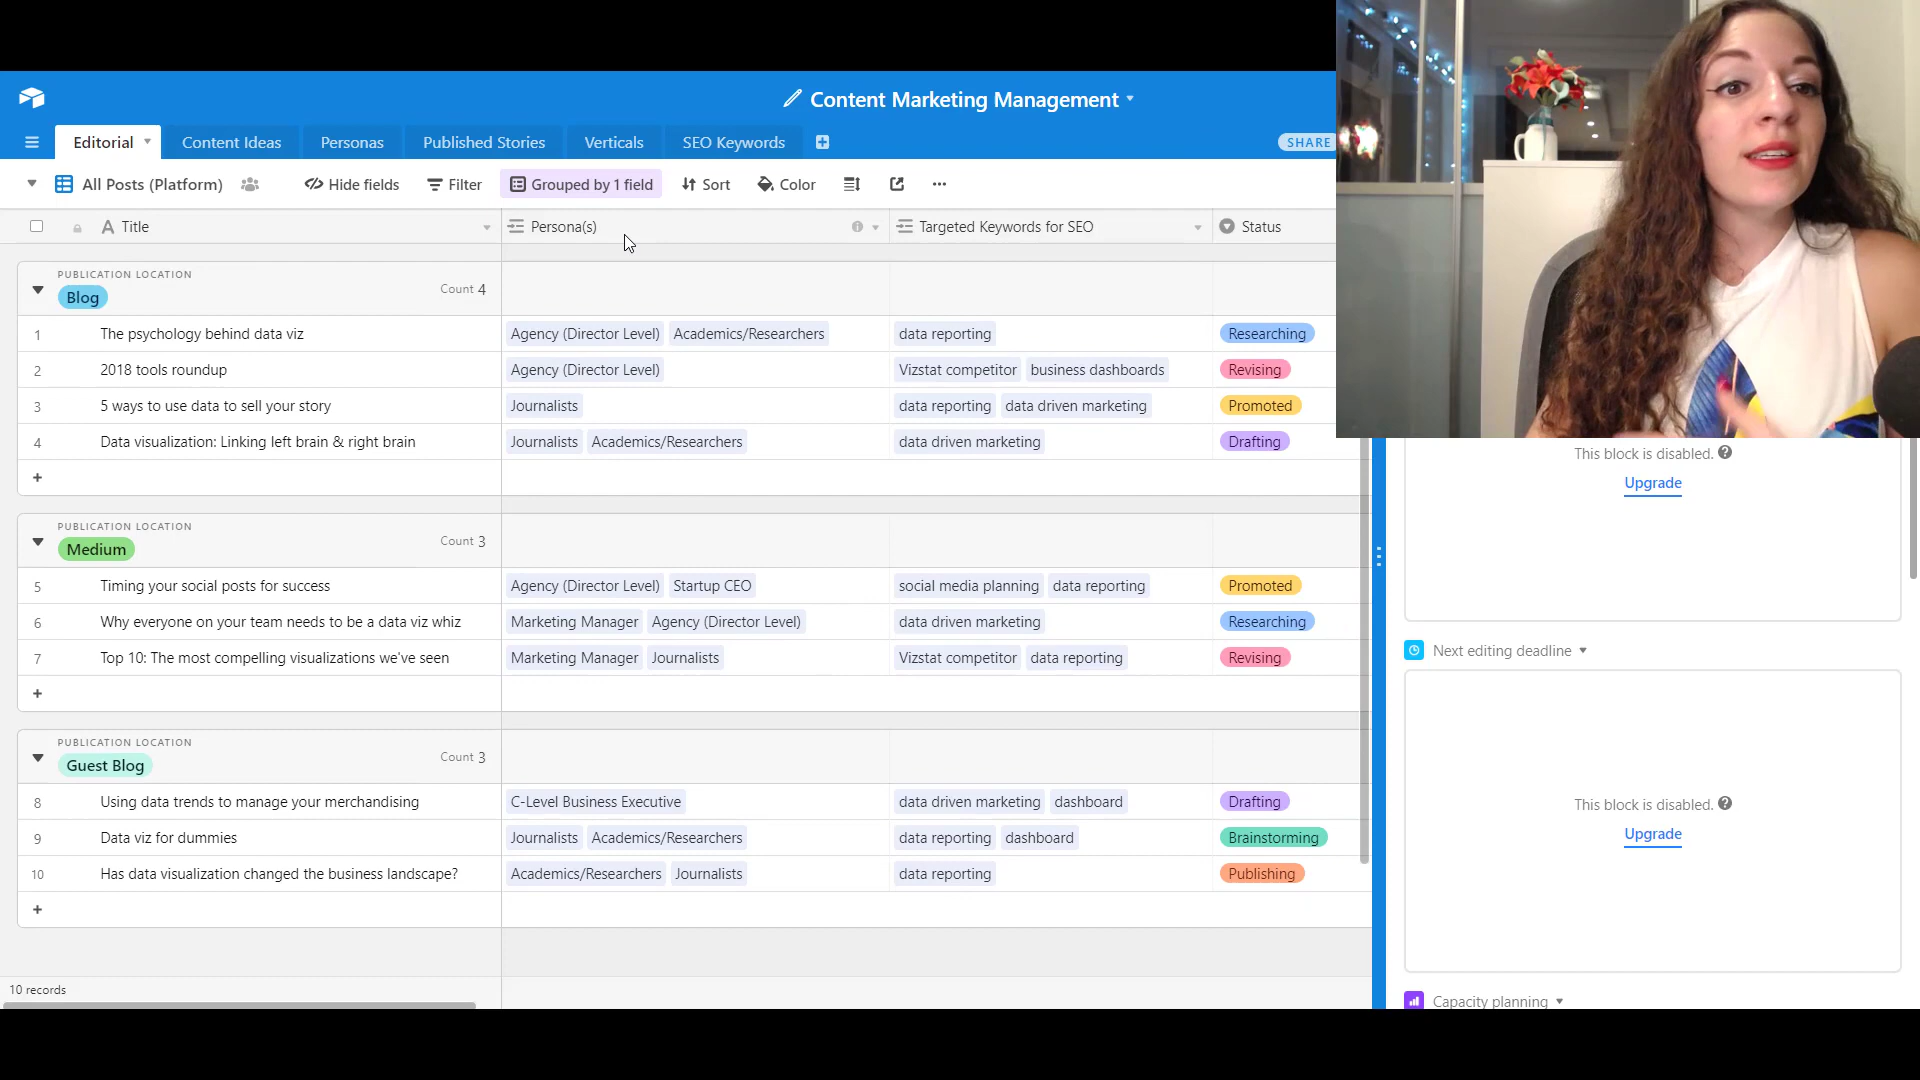 Content Marketing Management
Editorial Content Ideas Personas Published Stories Verticals SEO Keywords SHARE
All Posts (Platform) Hide fields Filter Grouped by 1 field Sort Color
Title Persona(s) Targeted Keywords for SEO Status
PUBLICATION LOCATION
Blog Count 4
1 The psychology behind data viz Agency (Director Level) Academics/Researchers data reporting Researching
2 2018 tools roundup Agency (Director Level) Vizstat competitor business dashboards Revising
3 5 ways to use data to sell your story Journalists data reporting data driven marketing Promoted
4 Data visualization: Linking left brain & right brain Journalists Academics/Researchers data driven marketing Drafting
This block is disabled.
Upgrade
PUBLICATION LOCATION
Medium Count 3
5 Timing your social posts for success Agency (Director Level) Startup CEO social media planning data reporting Promoted
6 Why everyone on your team needs to be a data viz whiz Marketing Manager Agency (Director Level) data driven marketing Researching
7 Top 10: The most compelling visualizations we've seen Marketing Manager Journalists Vizstat competitor data reporting Revising
Next editing deadline
PUBLICATION LOCATION
Guest Blog Count 3
8 Using data trends to manage your merchandising C-Level Business Executive data driven marketing dashboard Drafting
This block is disabled.
Upgrade
9 Data viz for dummies Journalists Academics/Researchers data reporting dashboard Brainstorming
10 Has data visualization changed the business landscape? Academics/Researchers Journalists data reporting Publishing
10 records
Capacity planning